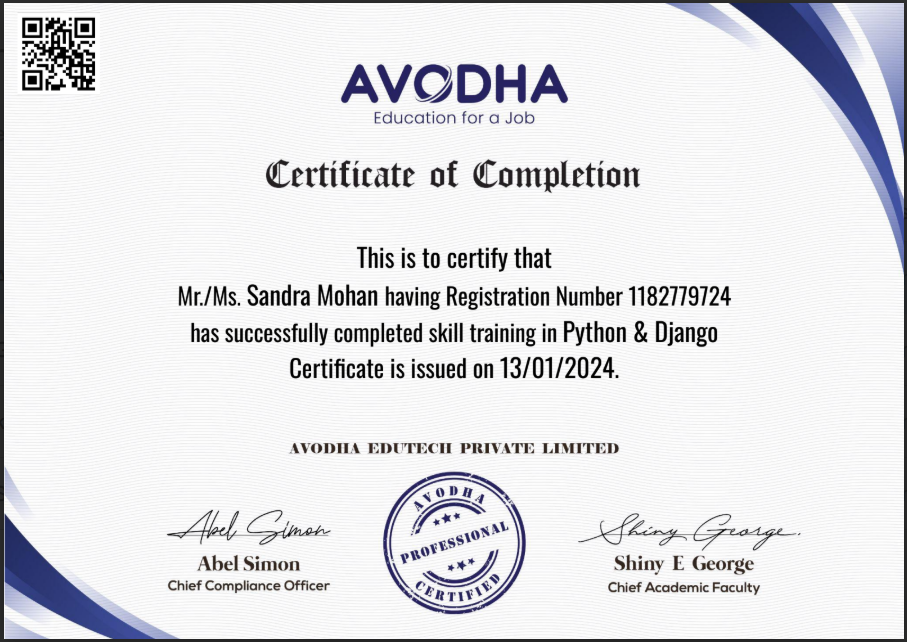 AVODHA
Education for a Job
Certificate of Completion
This is to certify that
Mr./Ms. Sandra Mohan having Registration Number 1182779724
has successfully completed skill training in Python & Django
Certificate is issued on 13/01/2024.
AVODHA EDUTECH PRIVATE LIMITED
AVODHA
PROFESSIONAL
CERTIFIED
Abel Simon
Abel Simon
Chief Compliance Officer
Shiny George.
Shiny E George
Chief Academic Faculty